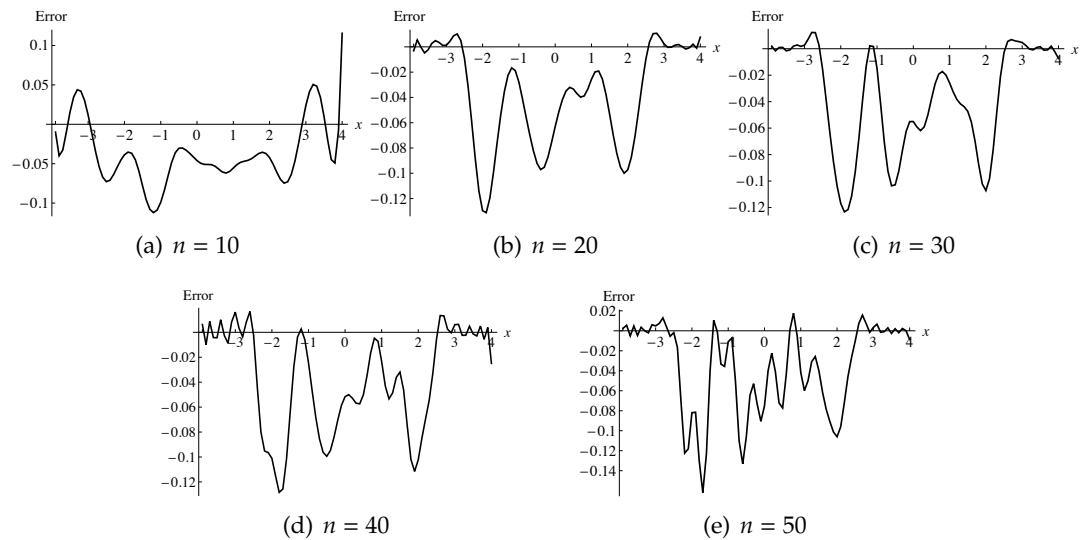 Error
0.1
0.05
−0.05
−0.1
−3 −2 −1 0 1 2 3 4 x
(a) n = 10
Error
−0.02
−0.04
−0.06
−0.08
−0.1
−0.12
−3 −2 −1 0 1 2 3 4 x
(b) n = 20
Error
−0.02
−0.04
−0.06
−0.08
−0.1
−0.12
−3 −2 −1 0 1 2 3 4 x
(c) n = 30
Error
−0.02
−0.04
−0.06
−0.08
−0.1
−0.12
−3 −2 −1 0 1 2 3 4 x
(d) n = 40
Error
0.02
−0.02
−0.04
−0.06
−0.08
−0.1
−0.12
−0.14
−3 −2 −1 0 1 2 3 4 x
(e) n = 50